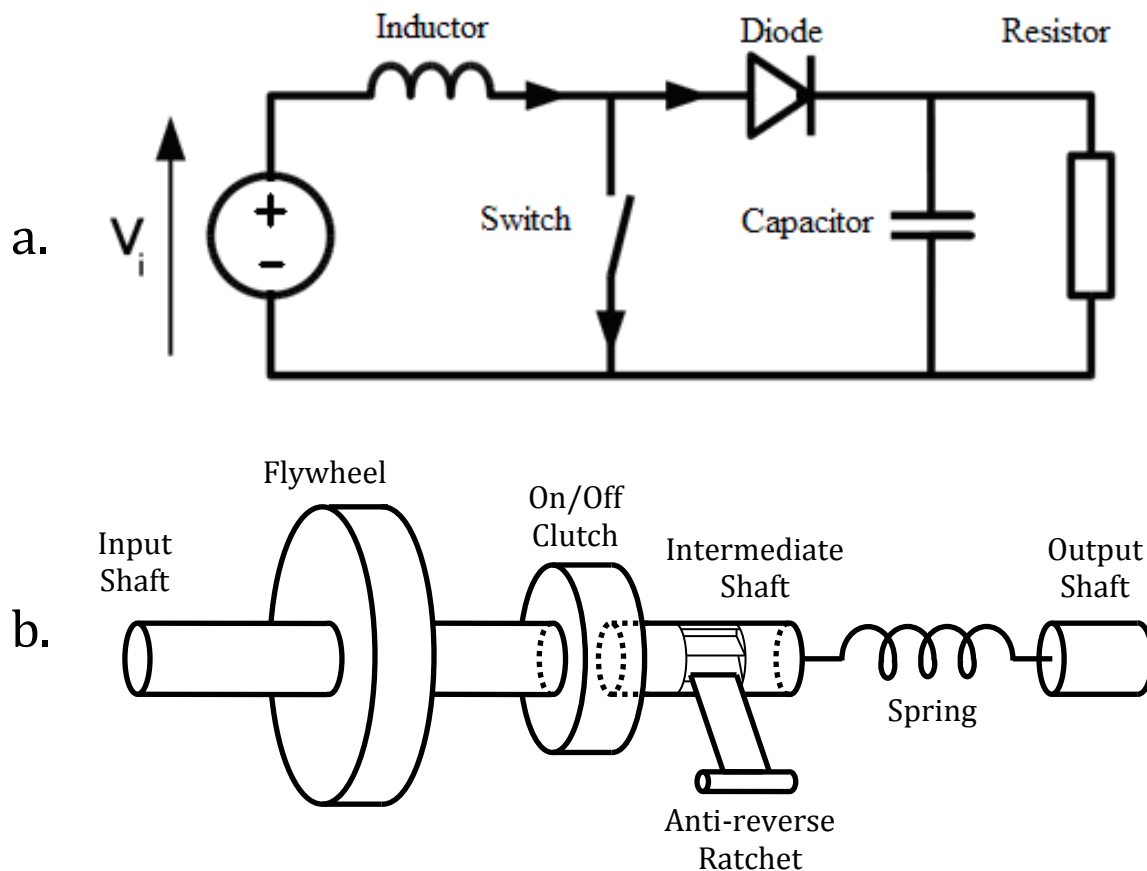 Inductor
Diode
Resistor
+
-
V
i
Switch
Capacitor
a.
Flywheel
On/Off
Clutch
Input
Shaft
Intermediate
Shaft
Output
Shaft
b.
Spring
Anti-reverse
Ratchet